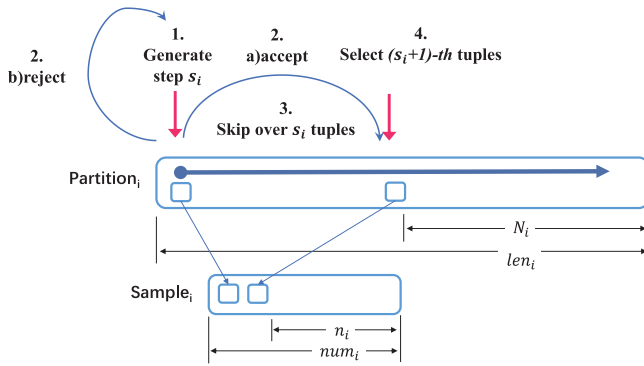 2.
b)reject
1.
Generate
step s_i
2.
a)accept
3.
Skip over s_i tuples
4.
Select (s_i+1)-th tuples
Partition_i
N_i
len_i
Sample_i
n_i
num_i